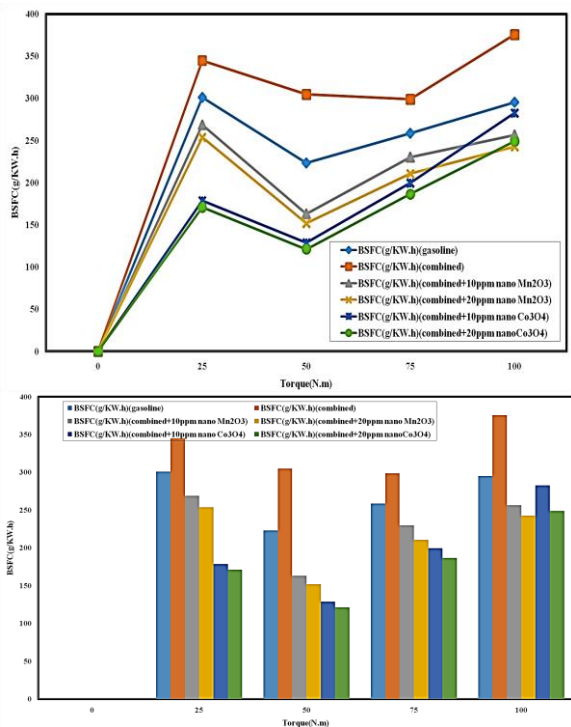 400
350
300
250
200
150
100
50
0
BSFC(g/KW.h)
BSFC(g/KW.h)(gasoline)
BSFC(g/KW.h)(combined)
BSFC(g/KW.h)(combined+10ppm nano Mn2O3)
BSFC(g/KW.h)(combined+20ppm nano Mn2O3)
BSFC(g/KW.h)(combined+10ppm nano Co3O4)
BSFC(g/KW.h)(combined+20ppm nanoCo3O4)
0 25 50 75 100
Torque(N.m)
400
350
300
250
200
150
100
50
0
BSFC(g/KW.h)
BSFC(g/KW.h)(gasoline) BSFC(g/KW.h)(combined)
BSFC(g/KW.h)(combined+10ppm nano Mn2O3) BSFC(g/KW.h)(combined+20ppm nano Mn2O3)
BSFC(g/KW.h)(combined+10ppm nano Co3O4) BSFC(g/KW.h)(combined+20ppm nanoCo3O4)
0 25 50 75 100
Torque(N.m)